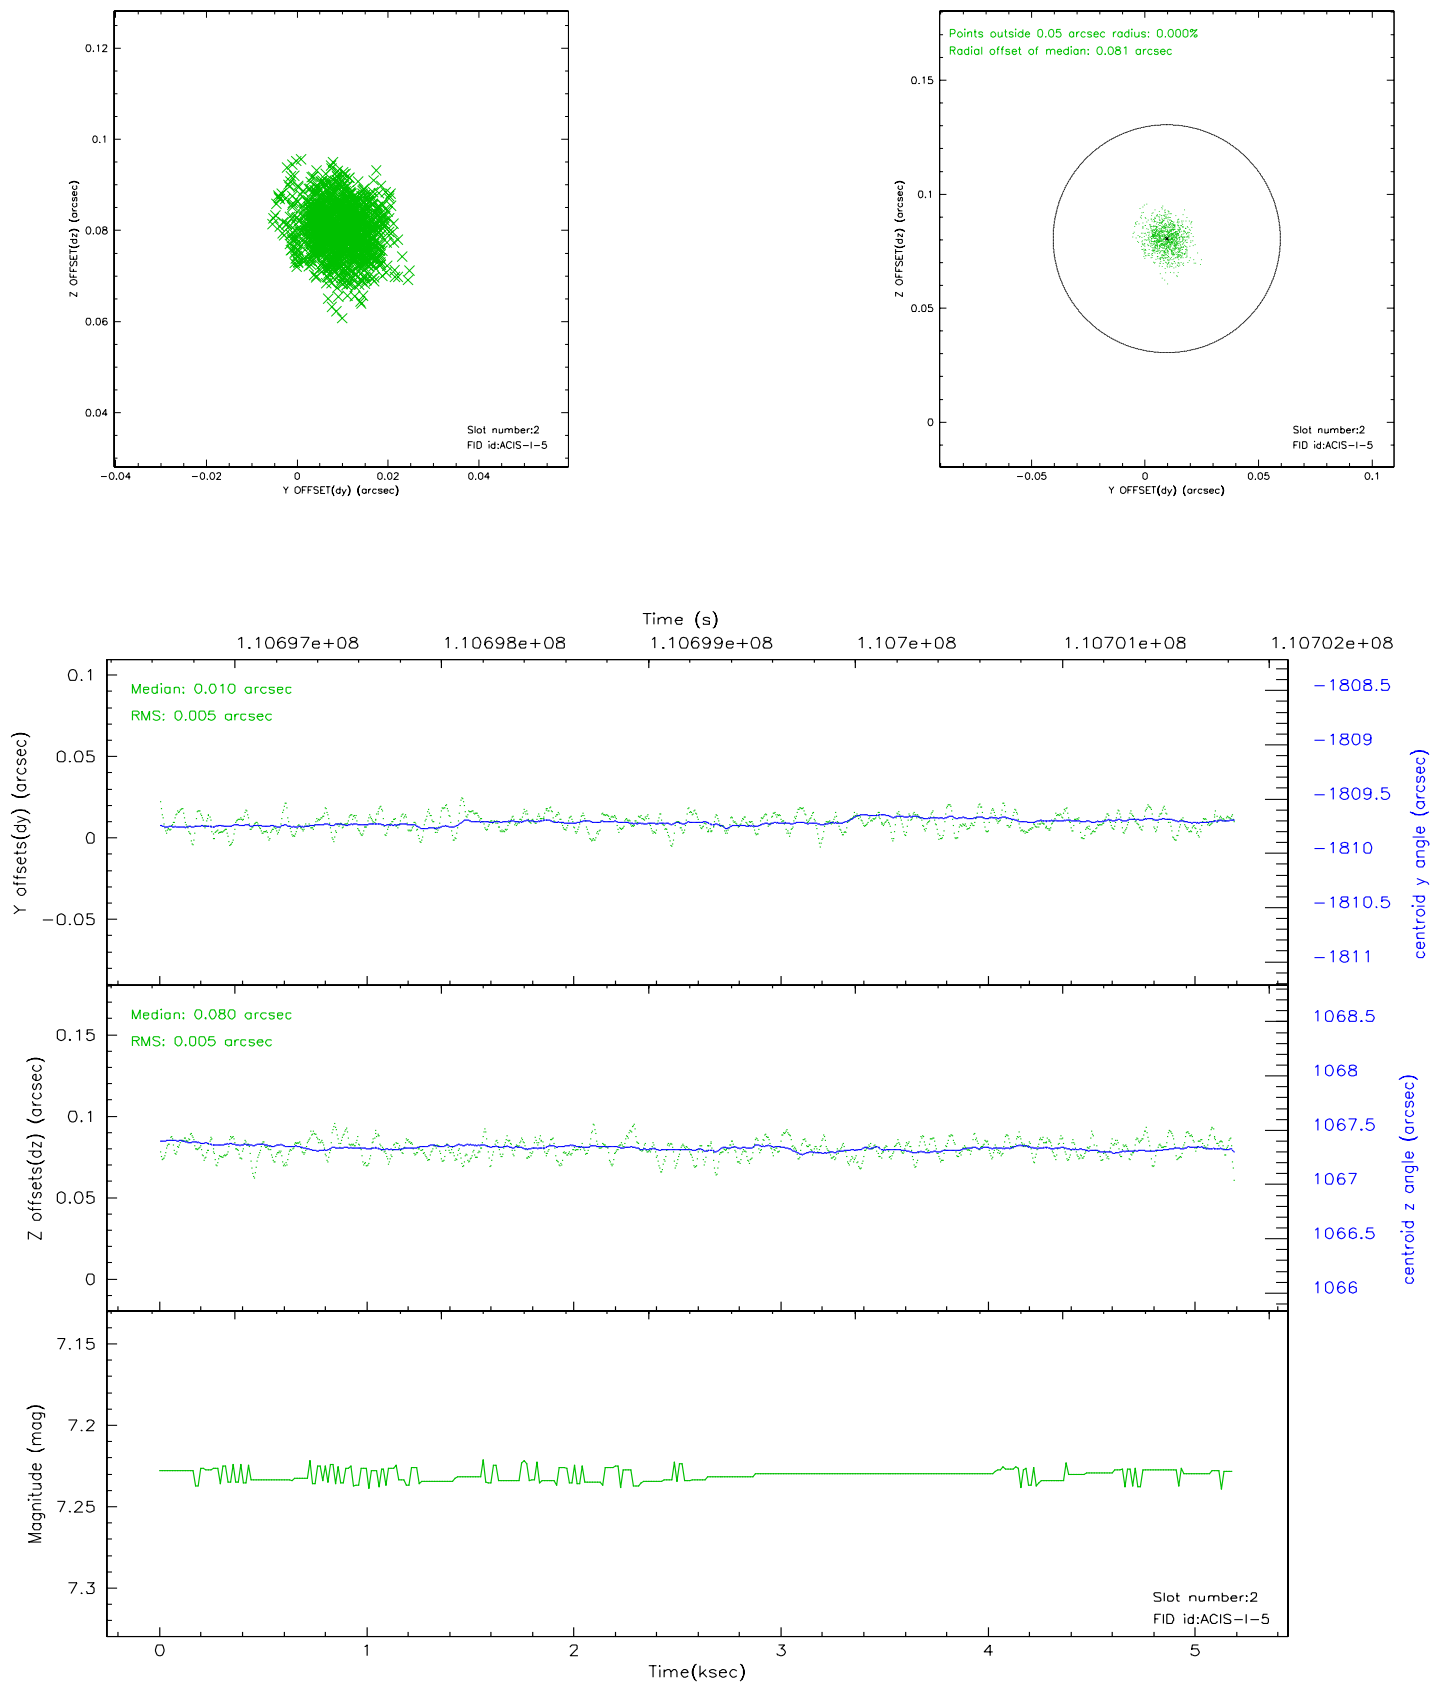 0.12
0.1
0.08
0.06
0.04
Z OFFSET(dz) (arcsec)
Slot number:2
FID id:ACIS-I-5
-0.04 -0.02 0 0.02 0.04
Y OFFSET(dy) (arcsec)
Points outside 0.05 arcsec radius: 0.000%
Radial offset of median: 0.081 arcsec
0.15
0.1
0.05
0
Z OFFSET(dz) (arcsec)
Slot number:2
FID id:ACIS-I-5
-0.05 0 0.05 0.1
Y OFFSET(dy) (arcsec)
Time (s)
1.10697e+08 1.10698e+08 1.10699e+08 1.107e+08 1.10701e+08 1.10702e+08
Median: 0.010 arcsec
RMS: 0.005 arcsec
0.1
0.05
0
-0.05
Y offsets(dy) (arcsec)
-1808.5
-1809
-1809.5
-1810
-1810.5
-1811
centroid y angle (arcsec)
Median: 0.080 arcsec
RMS: 0.005 arcsec
0.15
0.1
0.05
0
Z offsets(dz) (arcsec)
1068.5
1068
1067.5
1067
1066.5
1066
centroid z angle (arcsec)
7.15
7.2
7.25
7.3
Magnitude (mag)
Slot number:2
FID id:ACIS-I-5
0 1 2 3 4 5
Time(ksec)